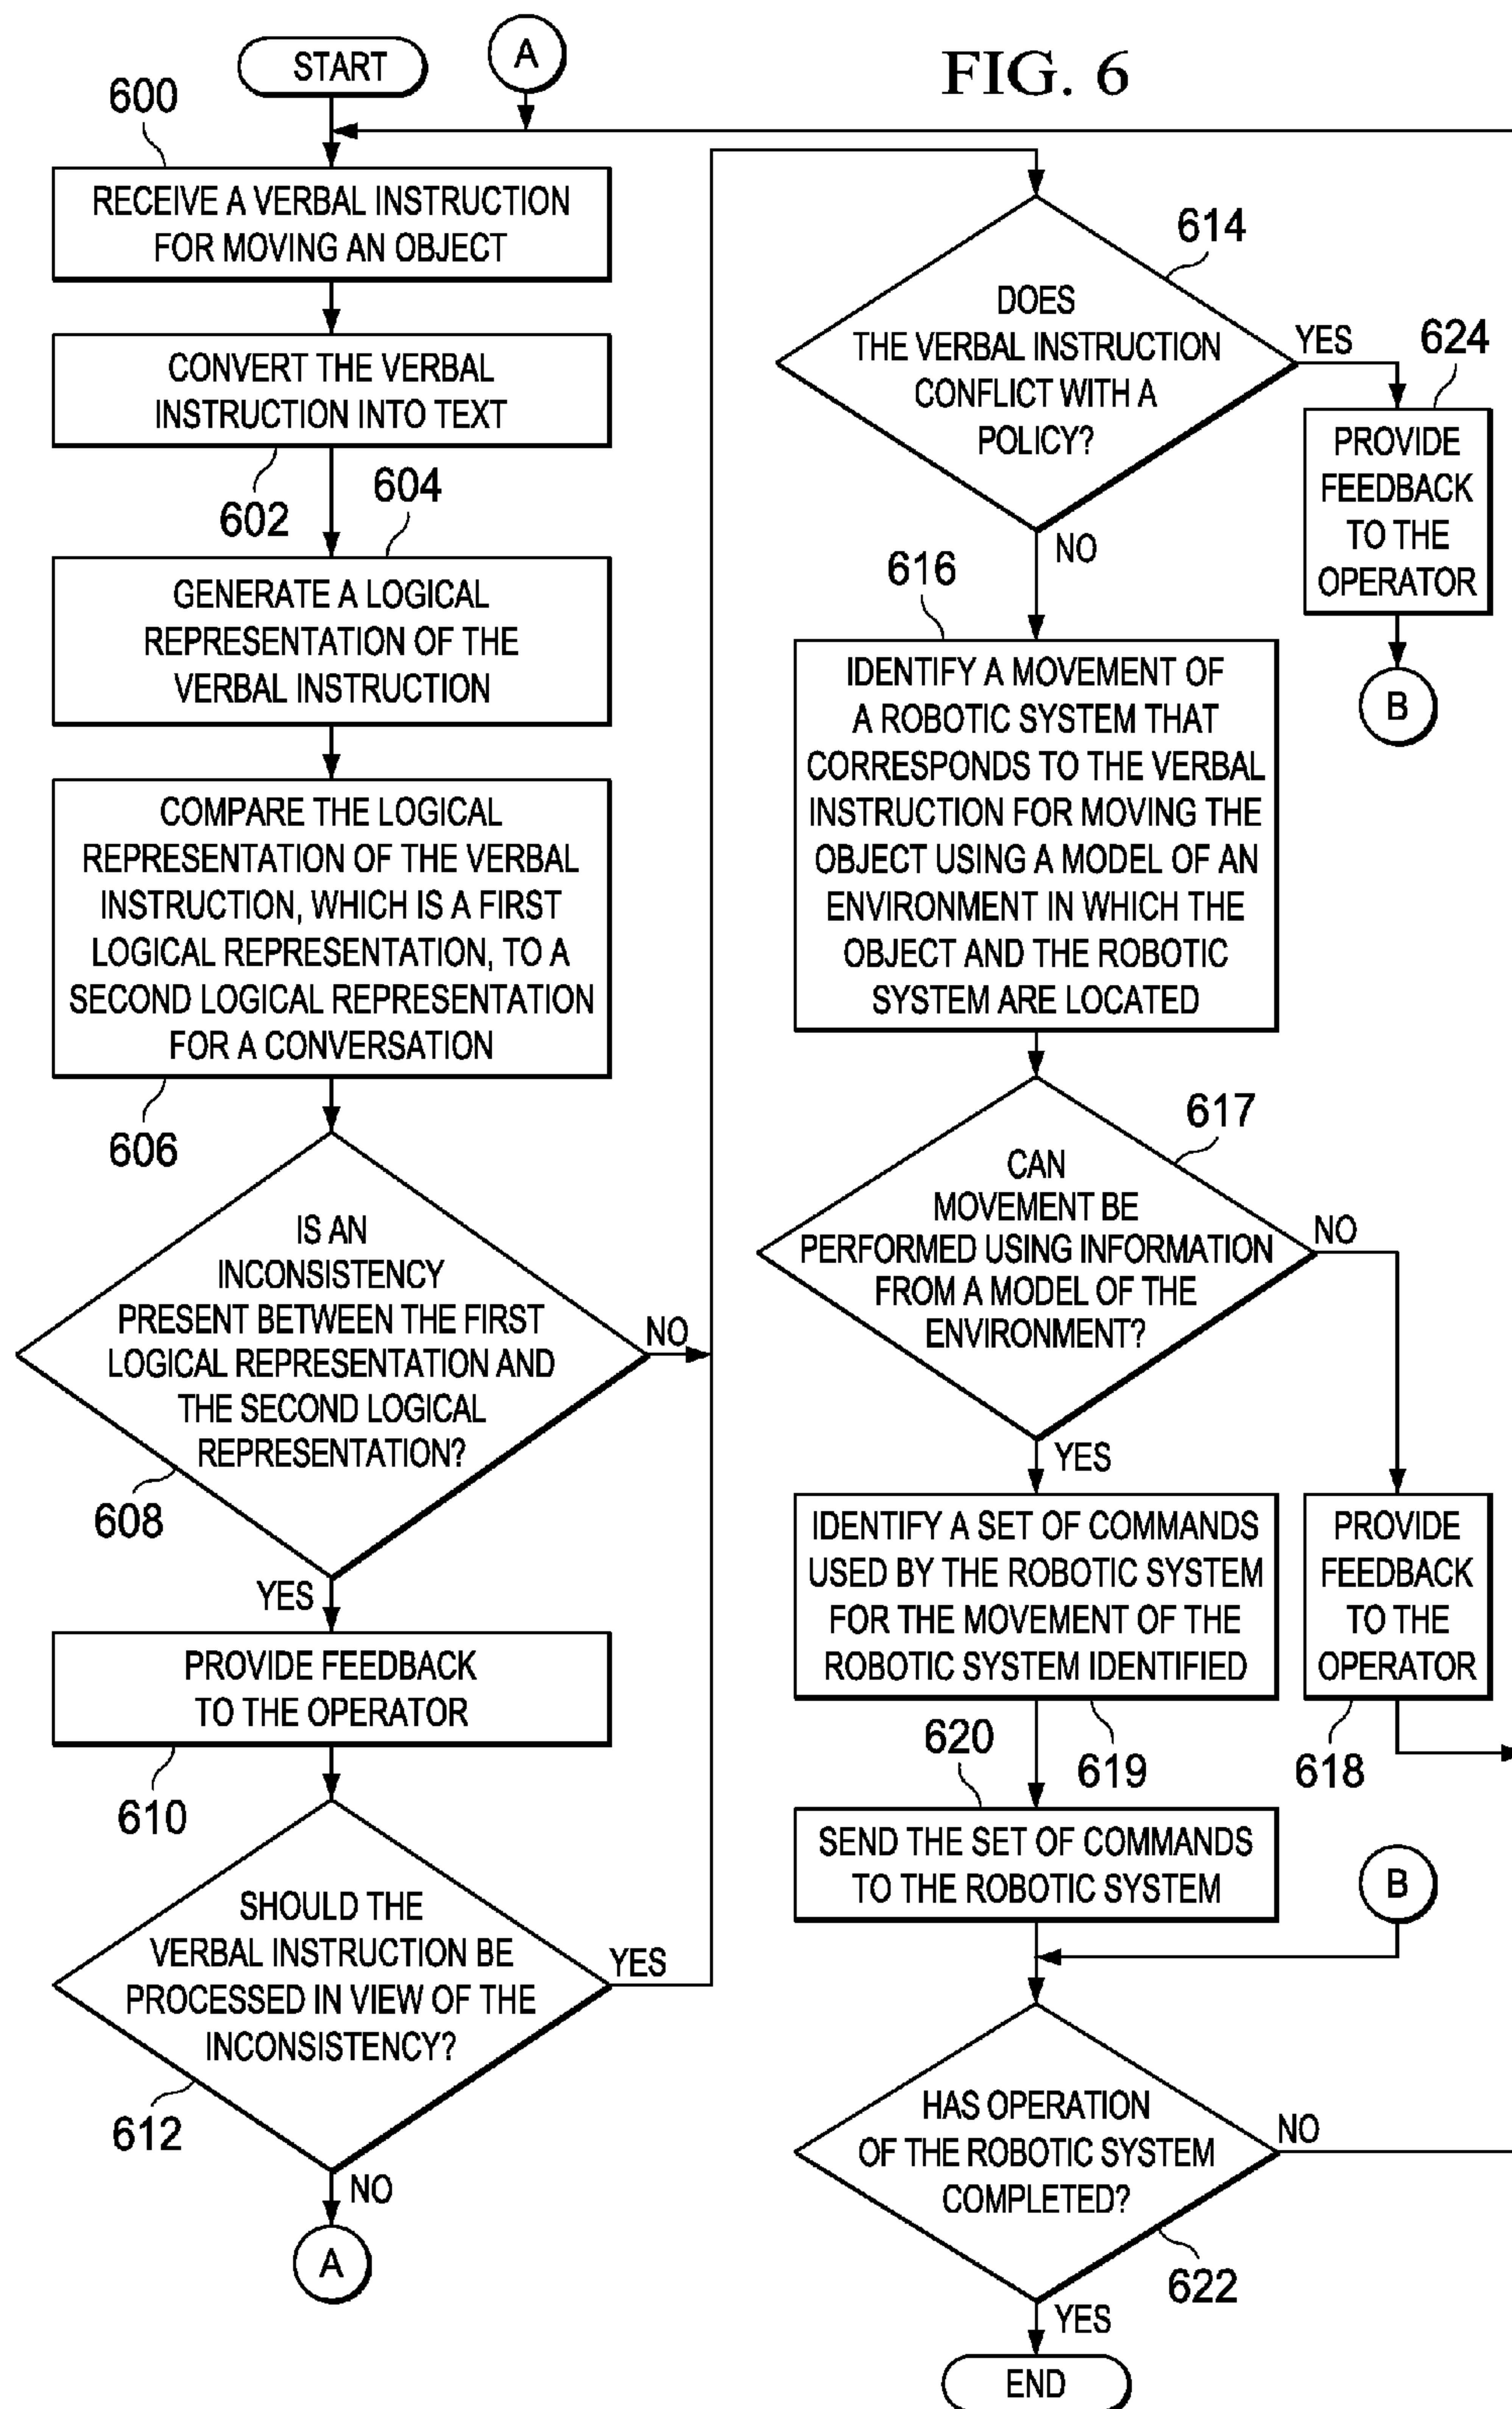 FIG. 6
START
A
600
RECEIVE A VERBAL INSTRUCTION
FOR MOVING AN OBJECT
CONVERT THE VERBAL
INSTRUCTION INTO TEXT
602
604
GENERATE A LOGICAL
REPRESENTATION OF THE
VERBAL INSTRUCTION
COMPARE THE LOGICAL
REPRESENTATION OF THE VERBAL
INSTRUCTION, WHICH IS A FIRST
LOGICAL REPRESENTATION, TO A
SECOND LOGICAL REPRESENTATION
FOR A CONVERSATION
606
IS AN
INCONSISTENCY
PRESENT BETWEEN THE FIRST
LOGICAL REPRESENTATION AND
THE SECOND LOGICAL
REPRESENTATION?
NO
608
YES
PROVIDE FEEDBACK
TO THE OPERATOR
610
SHOULD THE
VERBAL INSTRUCTION BE
PROCESSED IN VIEW OF THE
INCONSISTENCY?
YES
612
NO
A
614
DOES
THE VERBAL INSTRUCTION
CONFLICT WITH A
POLICY?
YES
624
PROVIDE
FEEDBACK
TO THE
OPERATOR
B
NO
616
IDENTIFY A MOVEMENT OF
A ROBOTIC SYSTEM THAT
CORRESPONDS TO THE VERBAL
INSTRUCTION FOR MOVING THE
OBJECT USING A MODEL OF AN
ENVIRONMENT IN WHICH THE
OBJECT AND THE ROBOTIC
SYSTEM ARE LOCATED
617
CAN
MOVEMENT BE
PERFORMED USING INFORMATION
FROM A MODEL OF THE
ENVIRONMENT?
NO
YES
IDENTIFY A SET OF COMMANDS
USED BY THE ROBOTIC SYSTEM
FOR THE MOVEMENT OF THE
ROBOTIC SYSTEM IDENTIFIED
PROVIDE
FEEDBACK
TO THE
OPERATOR
620
619
618
SEND THE SET OF COMMANDS
TO THE ROBOTIC SYSTEM
B
HAS OPERATION
OF THE ROBOTIC SYSTEM
COMPLETED?
NO
622
YES
END